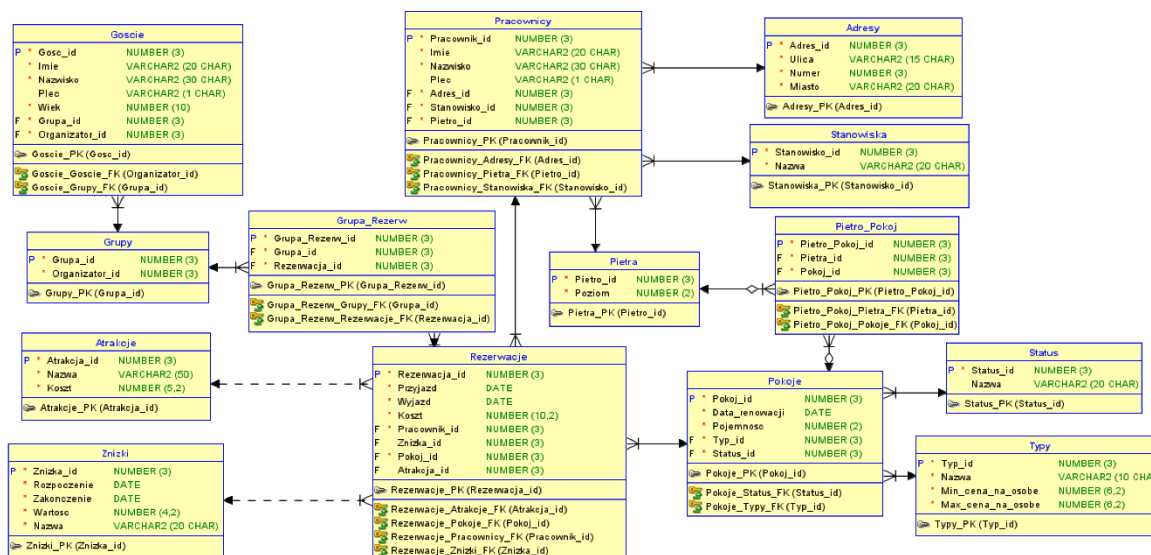 Goscie
P * Gosc_id NUMBER (3)
* Imie VARCHAR2 (20 CHAR)
* Nazwisko VARCHAR2 (30 CHAR)
Plec VARCHAR2 (1 CHAR)
* Wiek NUMBER (10)
F * Grupa_id NUMBER (3)
F * Organizator_id NUMBER (3)
Goscie_PK (Gosc_id)
Goscie_Goscie_FK (Organizator_id)
Goscie_Grupy_FK (Grupa_id)
Pracownicy
P * Pracownik_id NUMBER (3)
* Imie VARCHAR2 (20 CHAR)
* Nazwisko VARCHAR2 (30 CHAR)
Plec VARCHAR2 (1 CHAR)
F * Adres_id NUMBER (3)
F * Stanowisko_id NUMBER (3)
F * Pietro_id NUMBER (3)
Pracownicy_PK (Pracownik_id)
Pracownicy_Adresy_FK (Adres_id)
Pracownicy_Pietra_FK (Pietro_id)
Pracownicy_Stanowiska_FK (Stanowisko_id)
Adresy
P * Adres_id NUMBER (3)
* Ulica VARCHAR2 (15 CHAR)
* Numer NUMBER (3)
* Miasto VARCHAR2 (20 CHAR)
Adresy_PK (Adres_id)
Stanowiska
P * Stanowisko_id NUMBER (3)
* Nazwa VARCHAR2 (20 CHAR)
Stanowiska_PK (Stanowisko_id)
Grupy
P * Grupa_id NUMBER (3)
* Organizator_id NUMBER (3)
Grupy_PK (Grupa_id)
Grupa_Rezerw
P * Grupa_Rezerw_id NUMBER (3)
F * Grupa_id NUMBER (3)
F * Rezerwacja_id NUMBER (3)
Grupa_Rezerw_PK (Grupa_Rezerw_id)
Grupa_Rezerw_Grupy_FK (Grupa_id)
Grupa_Rezerw_Rezerwacje_FK (Rezerwacja_id)
Pietra
P * Pietro_id NUMBER (3)
* Poziom NUMBER (2)
Pietra_PK (Pietro_id)
Pietro_Pokoj
P * Pietro_Pokoj_id NUMBER (3)
F * Pietra_id NUMBER (3)
F * Pokoj_id NUMBER (3)
Pietro_Pokoj_PK (Pietro_Pokoj_id)
Pietro_Pokoj_Pietra_FK (Pietra_id)
Pietro_Pokoj_Pokoje_FK (Pokoj_id)
Atrakcje
P * Atrakcja_id NUMBER (3)
* Nazwa VARCHAR2 (50)
* Koszt NUMBER (5,2)
Atrakcje_PK (Atrakcja_id)
Rezerwacje
P * Rezerwacja_id NUMBER (3)
* Przyjazd DATE
* Wyjazd DATE
* Koszt NUMBER (10,2)
F * Pracownik_id NUMBER (3)
F Znizka_id NUMBER (3)
F * Pokoj_id NUMBER (3)
F Atrakcja_id NUMBER (3)
Rezerwacje_PK (Rezerwacja_id)
Rezerwacje_Atrakcje_FK (Atrakcja_id)
Rezerwacje_Pokoje_FK (Pokoj_id)
Rezerwacje_Pracownicy_FK (Pracownik_id)
Rezerwacje_Znizki_FK (Znizka_id)
Pokoje
P * Pokoj_id NUMBER (3)
* Data_renowacji DATE
* Pojemnosc NUMBER (2)
F * Typ_id NUMBER (3)
F * Status_id NUMBER (3)
Pokoje_PK (Pokoj_id)
Pokoje_Status_FK (Status_id)
Pokoje_Typy_FK (Typ_id)
Status
P * Status_id NUMBER (3)
Nazwa VARCHAR2 (20 CHAR)
Status_PK (Status_id)
Znizki
P * Znizka_id NUMBER (3)
* Rozpoczenie DATE
* Zakonczenie DATE
* Wartosc NUMBER (4,2)
* Nazwa VARCHAR2 (20 CHAR)
Znizki_PK (Znizka_id)
Typy
P * Typ_id NUMBER (3)
* Nazwa VARCHAR2 (10 CHA
* Min_cena_na_osobe NUMBER (6,2)
* Max_cena_na_osobe NUMBER (6,2)
Typy_PK (Typ_id)